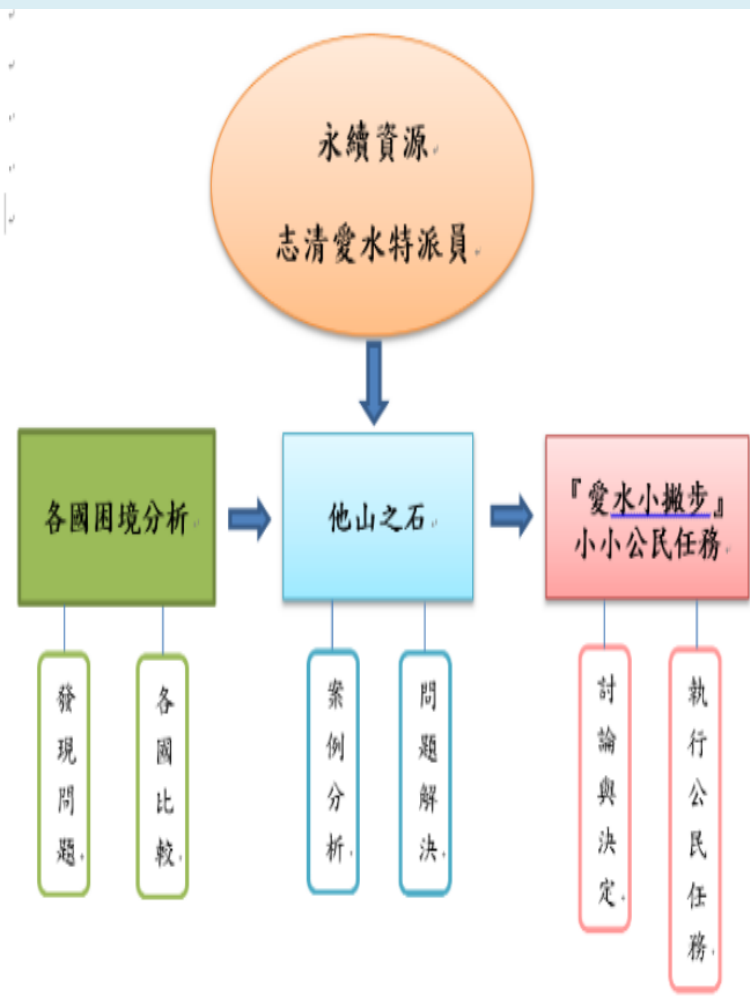 永續資源
志清愛水特派員
各國困境分析
他山之石
『愛水小撇步』
小小公民任務
發現問題
各國比較
案例分析
問題解決
討論與決定
執行公民任務